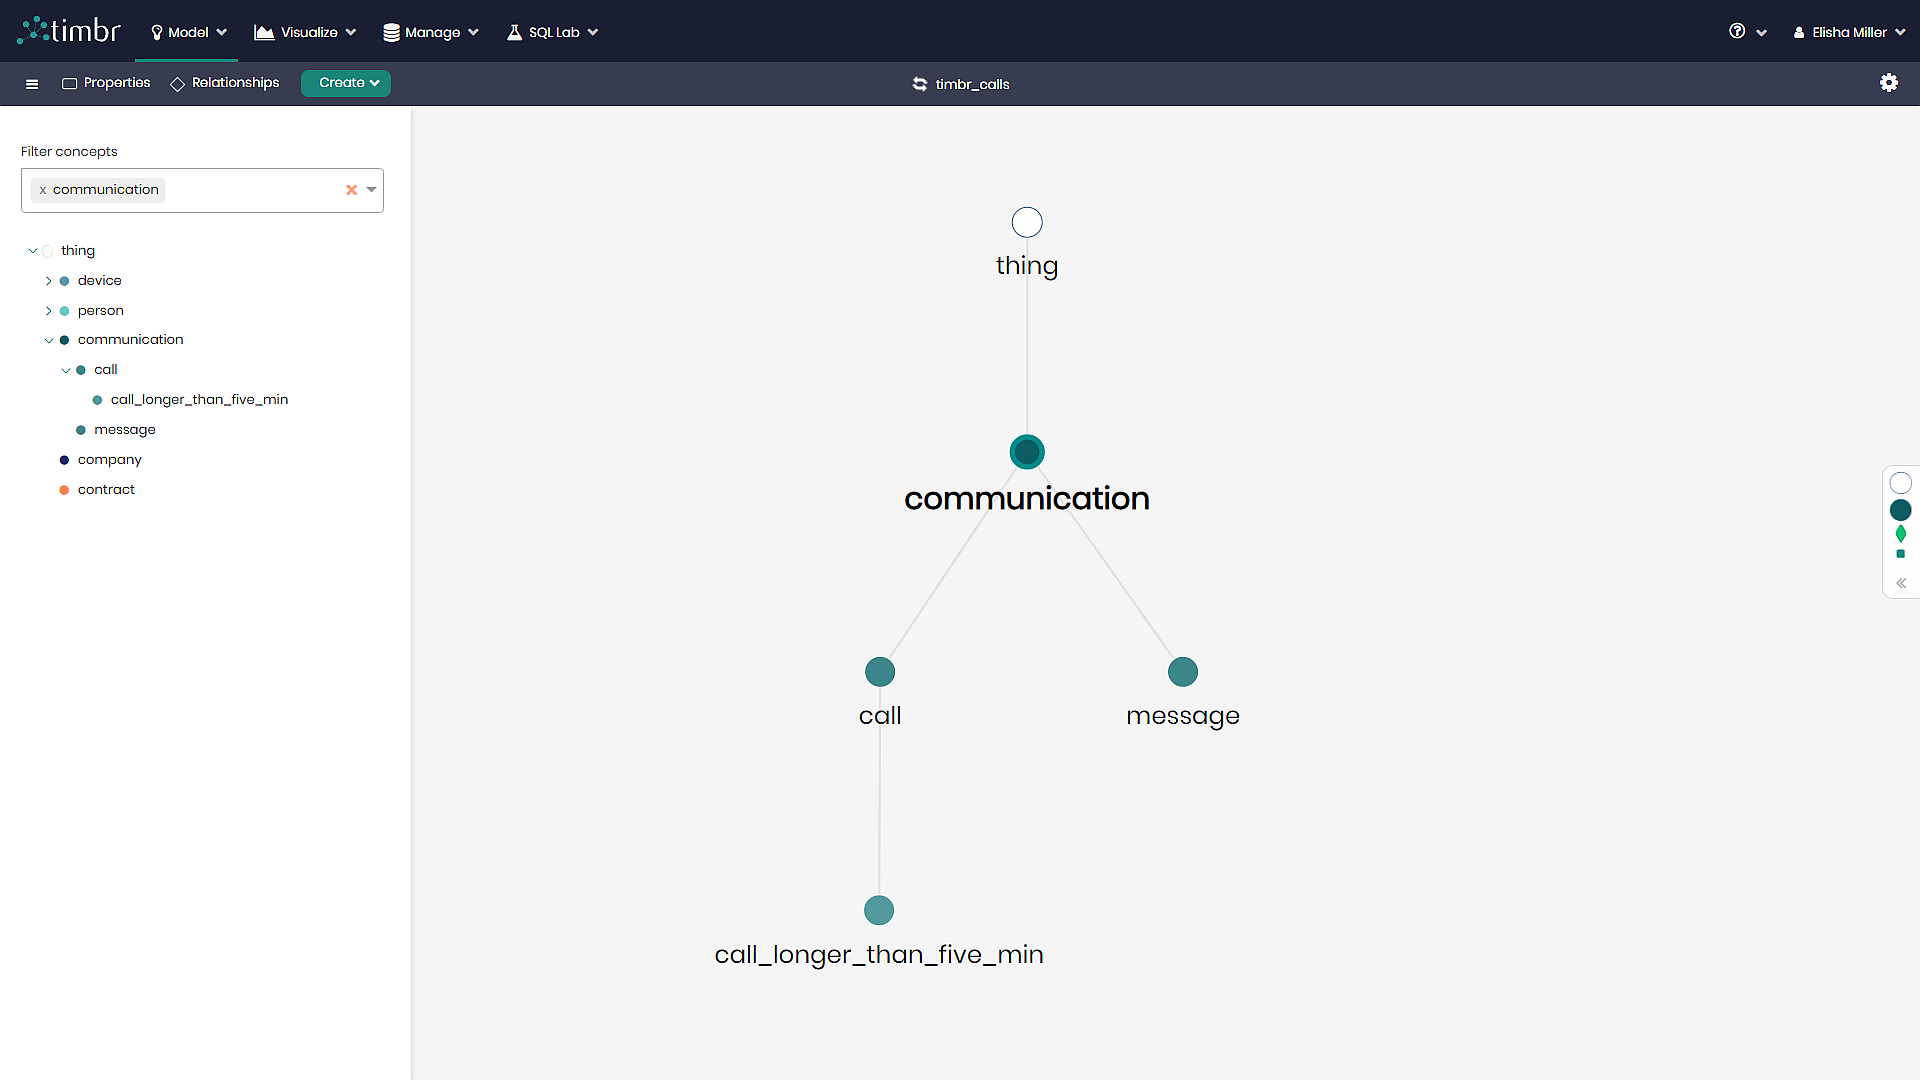 timbr Model Visualize Manage SQL Lab Elisha Miller
Properties Relationships Create timbr_calls
Filter concepts
x communication
thing
device
person
communication
call
call_longer_than_five_min
message
company
contract
thing
communication
call message
call_longer_than_five_min